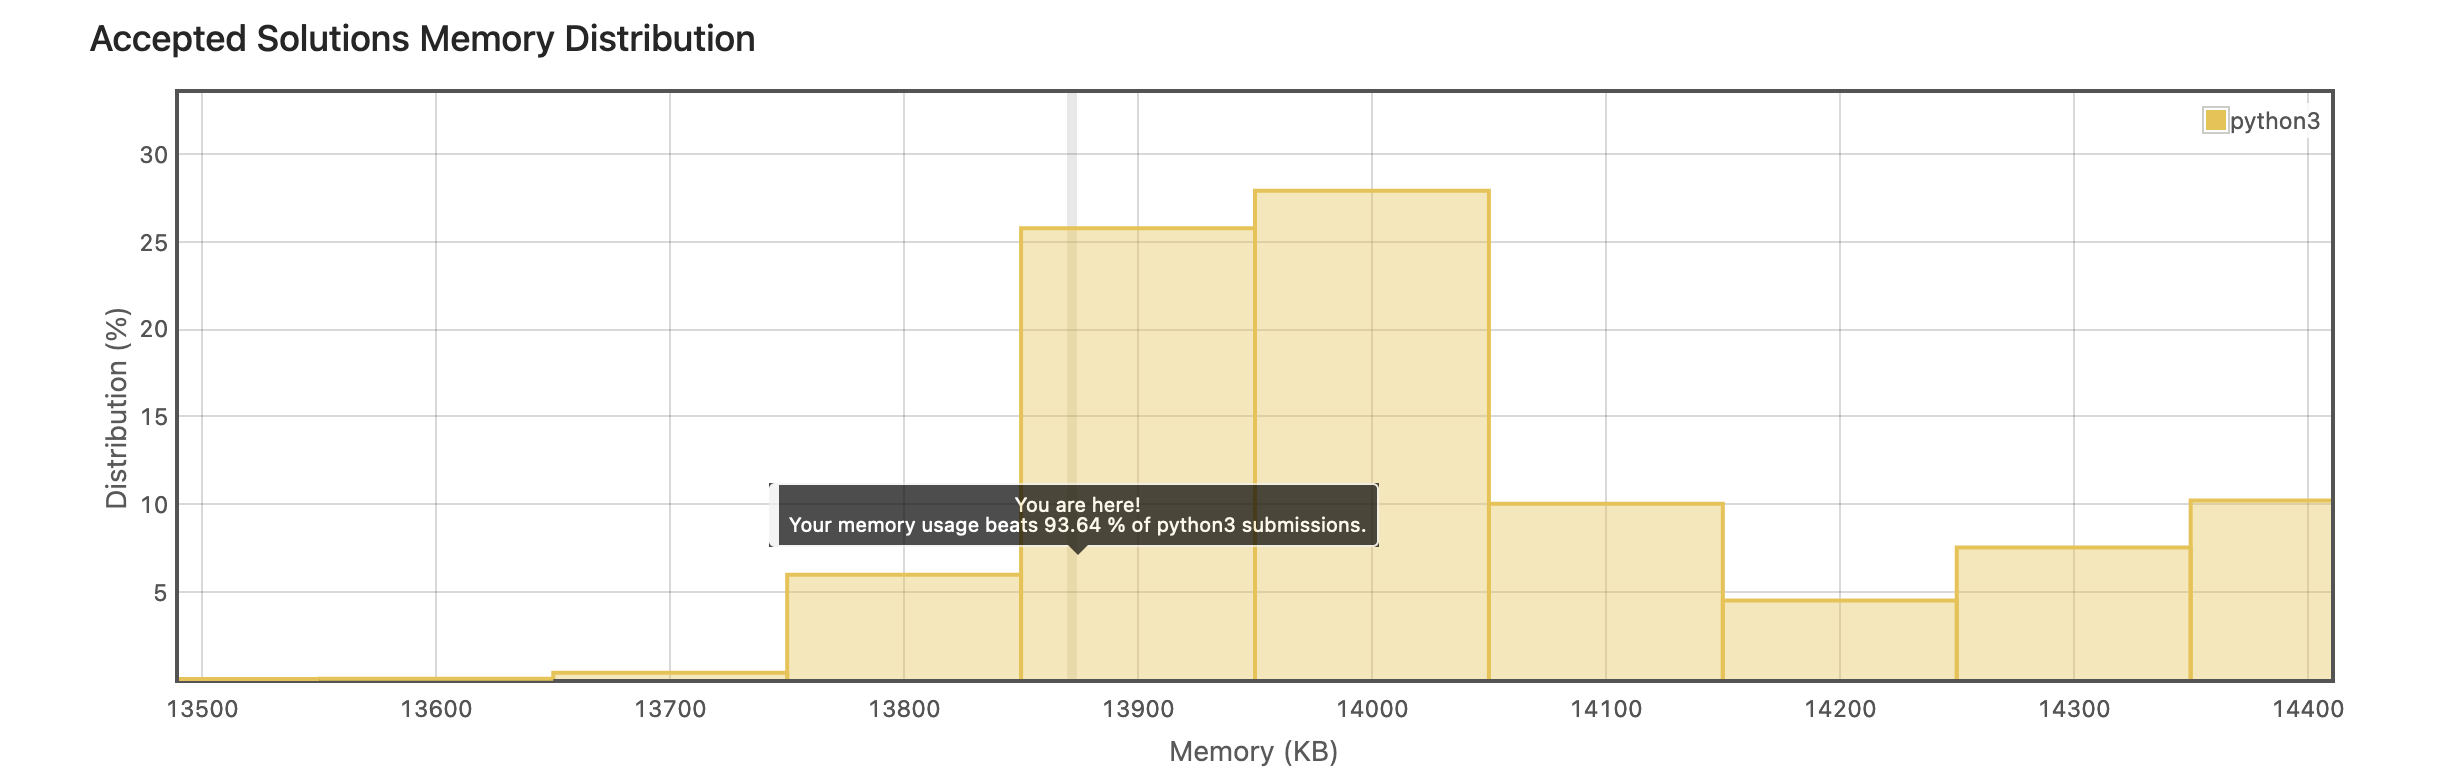 Accepted Solutions Memory Distribution
python3
30
25
20
15
10
5
Distribution (%)
You are here!
Your memory usage beats 93.64 % of python3 submissions.
13500 13600 13700 13800 13900 14000 14100 14200 14300 14400
Memory (KB)